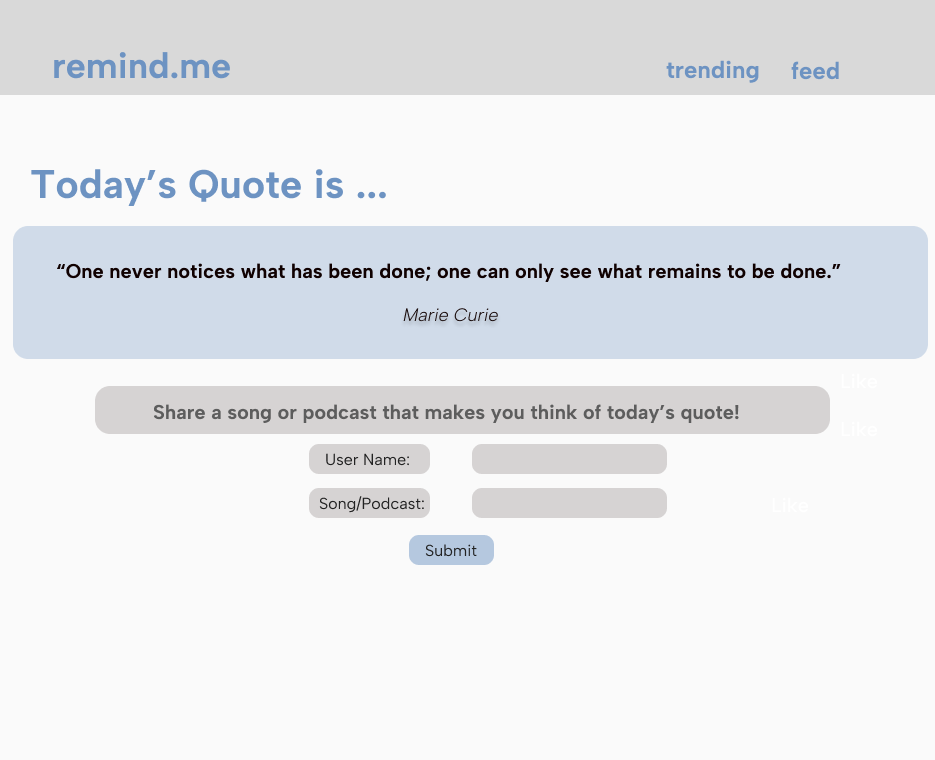 remind.me
trending feed
Today’s Quote is ...
“One never notices what has been done; one can only see what remains to be done.”
Marie Curie
Like
Share a song or podcast that makes you think of today’s quote!
Like
User Name:
Song/Podcast:
Like
Submit